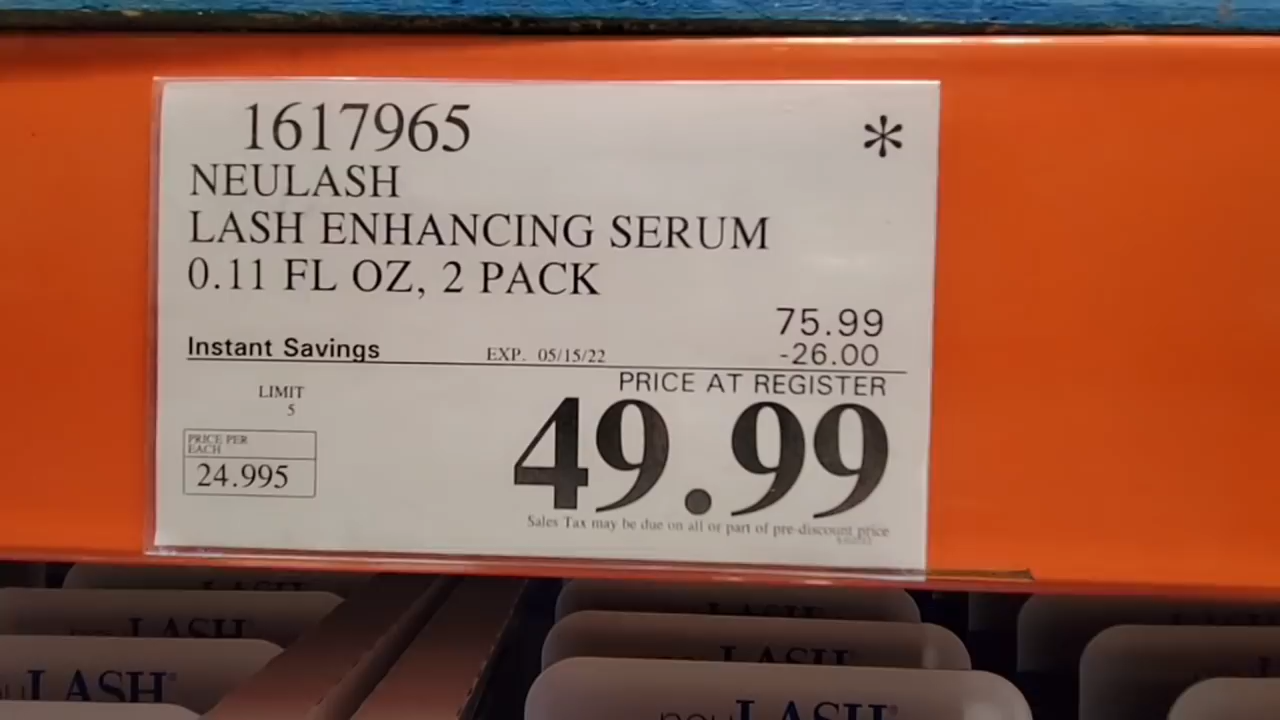 1617965
*
NEULASH
LASH ENHANCING SERUM
0.11 FL OZ, 2 PACK
75.99
Instant Savings EXP. 05/15/22 -26.00
PRICE AT REGISTER
LIMIT
5
49.99
PRICE PER
EACH
24.995
Sales Tax may be due on all or part of pre-discount price
LASH
LASH
LASH
LASH
LASH®
neuLASH®